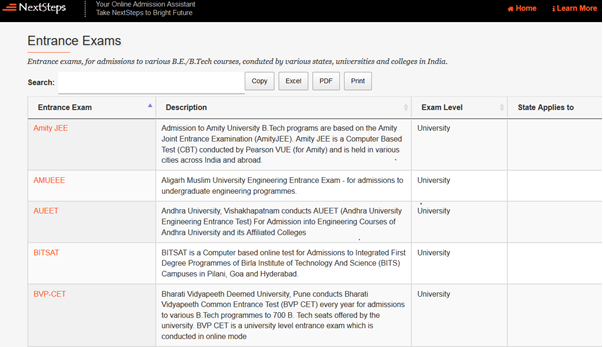 NextSteps
Your Online Admission Assistant
Take NextSteps to Bright Future
Home
Learn More
Entrance Exams
Entrance exams, for admissions to various B.E./B.Tech courses, conduted by various states, universities and colleges in India.
Search:
Copy
Excel
PDF
Print
Entrance Exam
Description
Exam Level
State Applies to
Amity JEE
Admission to Amity University B.Tech programs are based on the Amity
Joint Entrance Examination (AmityJEE). Amity JEE is a Computer Based
Test (CBT) conducted by Pearson VUE (for Amity) and is held in various
cities across India and abroad.
University
AMUEEE
Aligarh Muslim University Engineering Entrance Exam - for admissions to
undergraduate engineering programmes.
University
AUEET
Andhra University, Vishakhapatnam conducts AUEET (Andhra University
Engineering Entrance Test) For Admission into Engineering Courses of
Andhra University and its Affiliated Colleges
University
BITSAT
BITSAT is a Computer based online test for Admissions to Integrated First
Degree Programmes of Birla Institute of Technology And Science (BITS)
Campuses in Pilani, Goa and Hyderabad.
University
BVP-CET
Bharati Vidyapeeth Deemed University, Pune conducts Bharati
Vidyapeeth Common Entrance Test (BVP CET) every year for admissions
to various B.Tech programmes to 700 B. Tech seats offered by the
university. BVP CET is a university level entrance exam which is
conducted in online mode
University